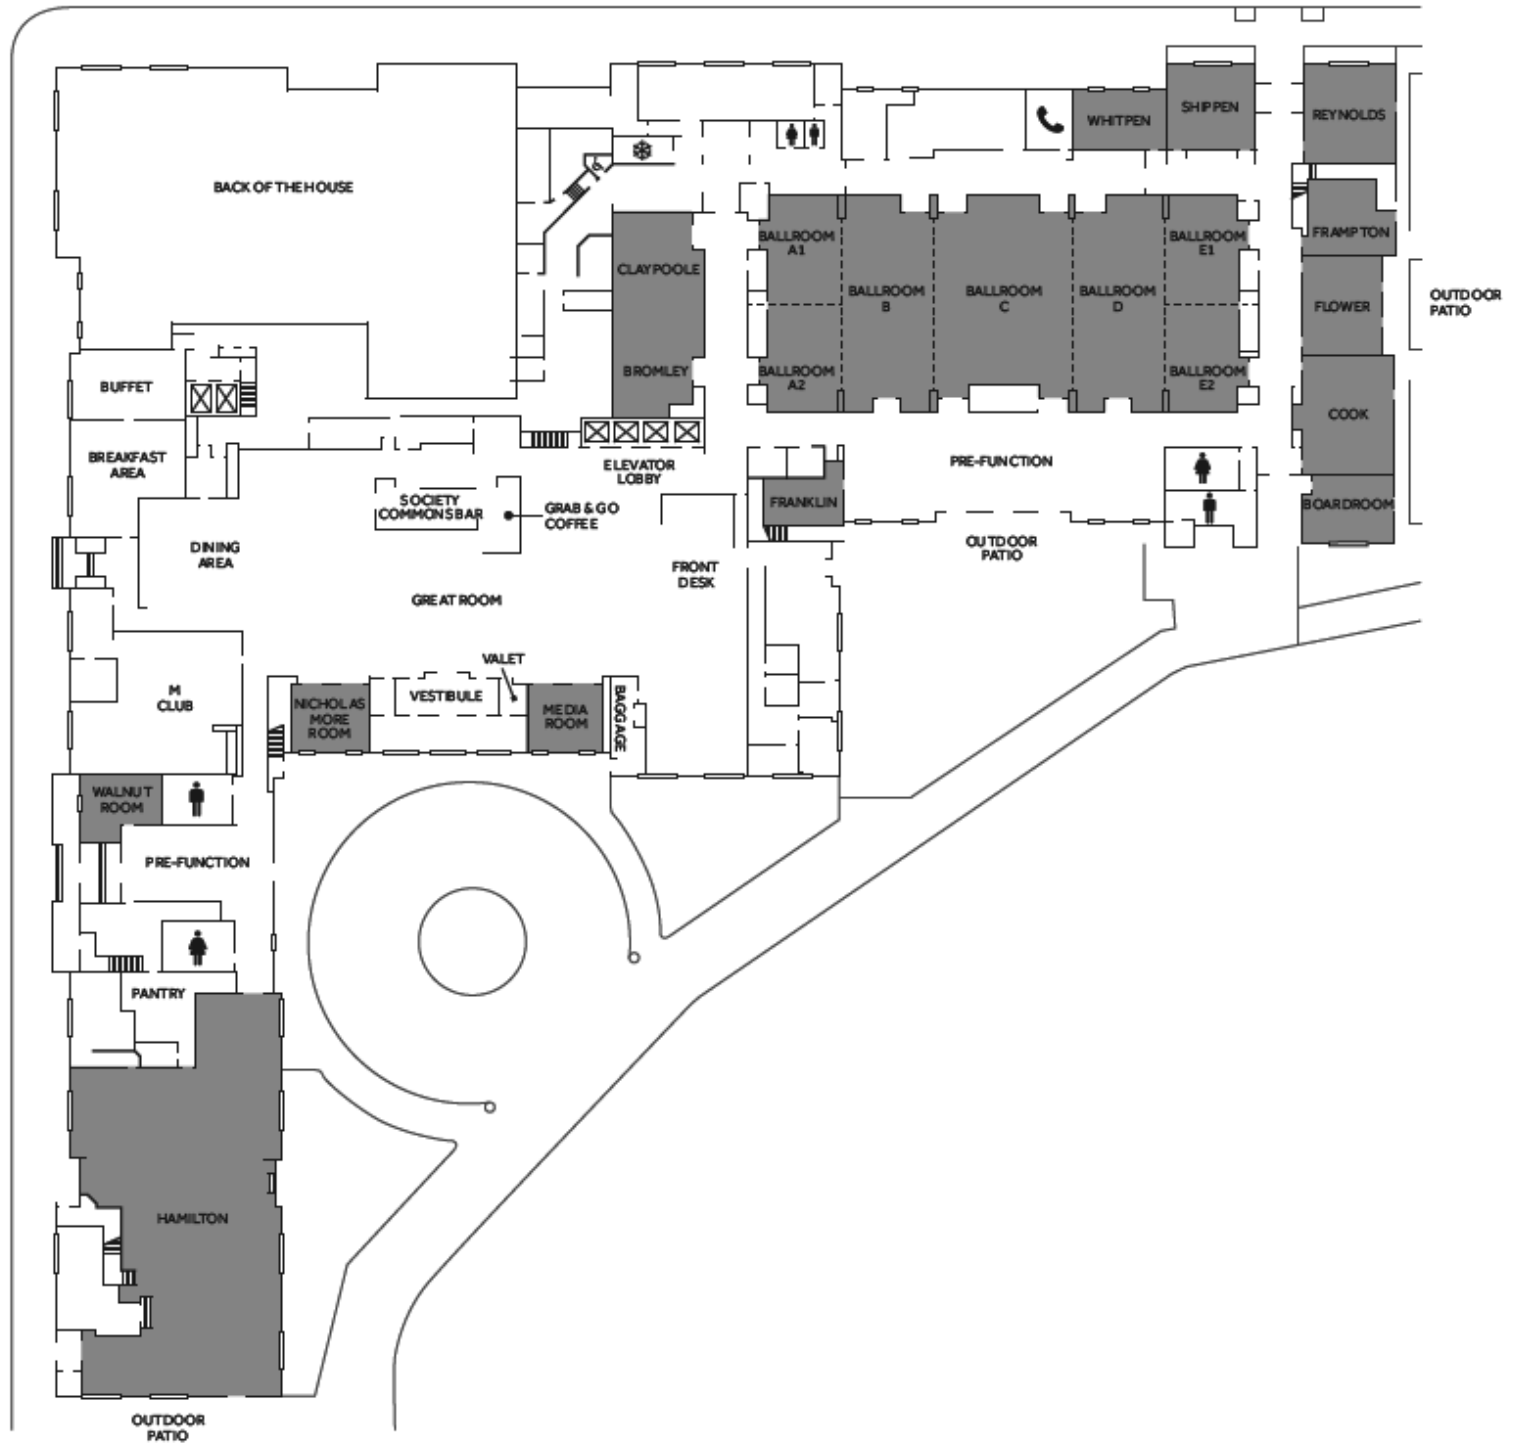 BACK OF THE HOUSE
WHITPEN
SHIPPEN
REYNOLDS
CLAYPOOLE
BROMLEY
BALLROOM
A1
BALLROOM
A2
BALLROOM
B
BALLROOM
C
BALLROOM
D
BALLROOM
E1
BALLROOM
E2
FRAMPTON
FLOWER
OUTDOOR
PATIO
COOK
BOARDROOM
BUFFET
BREAKFAST
AREA
DINING
AREA
SOCIETY
COMMONS BAR
GRAB & GO
COFFEE
ELEVATOR
LOBBY
FRANKLIN
PRE-FUNCTION
OUTDOOR
PATIO
FRONT
DESK
GREAT ROOM
M
CLUB
NICHOLAS
MORE
ROOM
VESTIBULE
VALET
MEDIA
ROOM
BAGGAGE
WALNUT
ROOM
PRE-FUNCTION
PANTRY
HAMILTON
OUTDOOR
PATIO